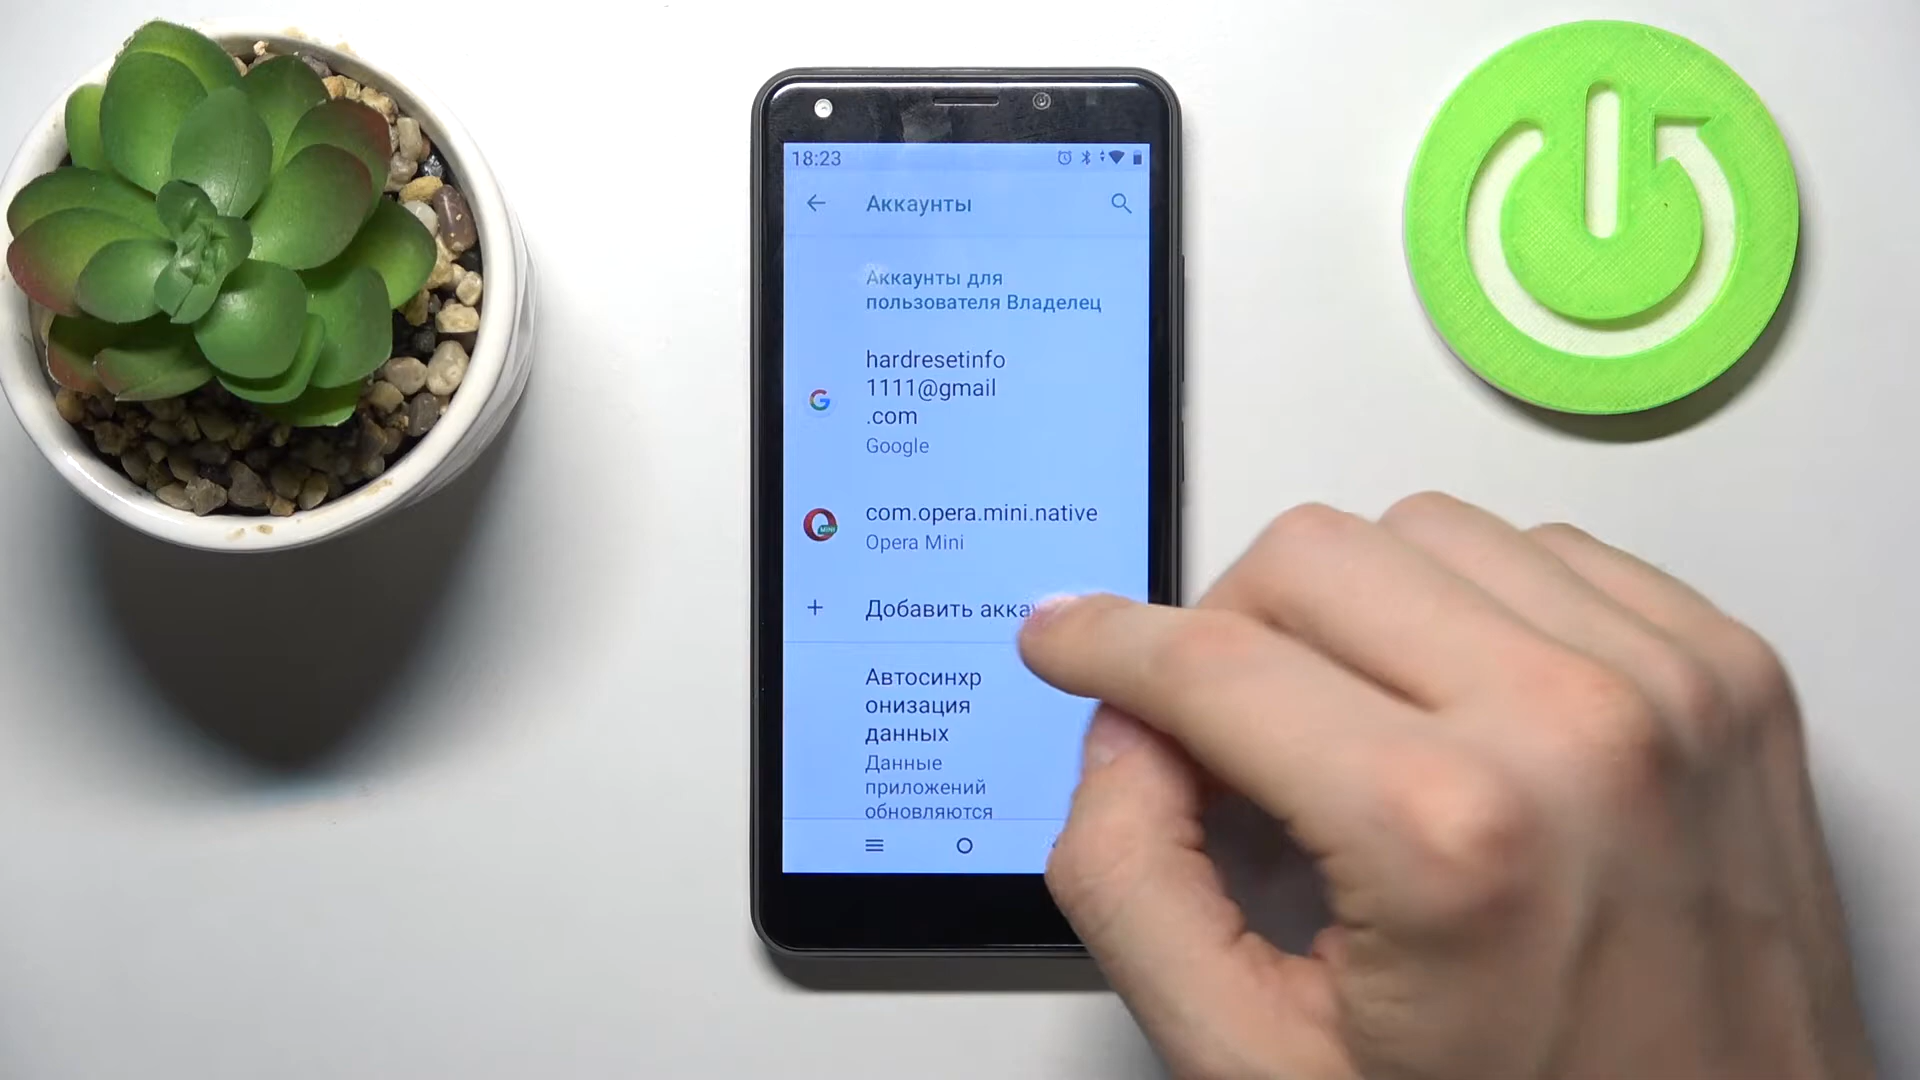 18:23
Аккаунты
Аккаунты для
пользователя Владелец
hardresetinfo
1111@gmail
.com
Google
com.opera.mini.native
Opera Mini
Добавить
Автосинхр
онизация
данных
Данные
приложений
обновляются